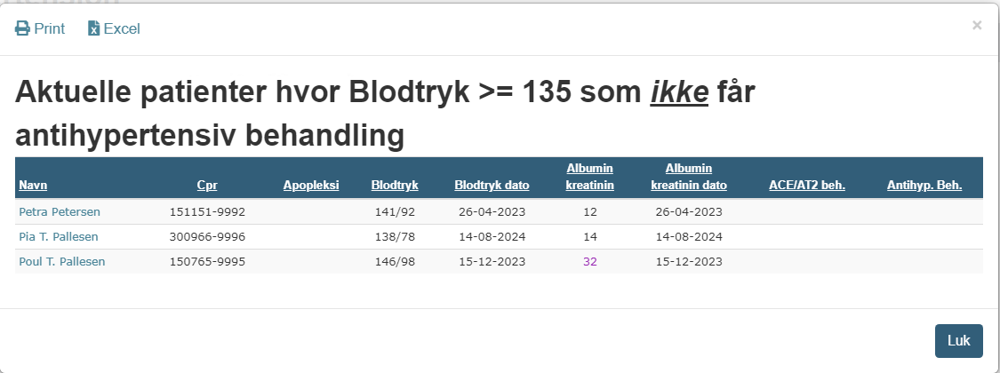 Print Excel ×
Aktuelle patienter hvor Blodtryk >= 135 som ikke får
antihypertensiv behandling
Navn Cpr Apopleksi Blodtryk Blodtryk dato Albumin kreatinin Albumin kreatinin dato ACE/AT2 beh. Antihyp. Beh.
Petra Petersen 151151-9992 141/92 26-04-2023 12 26-04-2023
Pia T. Pallesen 300966-9996 138/78 14-08-2024 14 14-08-2024
Poul T. Pallesen 150765-9995 146/98 15-12-2023 32 15-12-2023
Luk